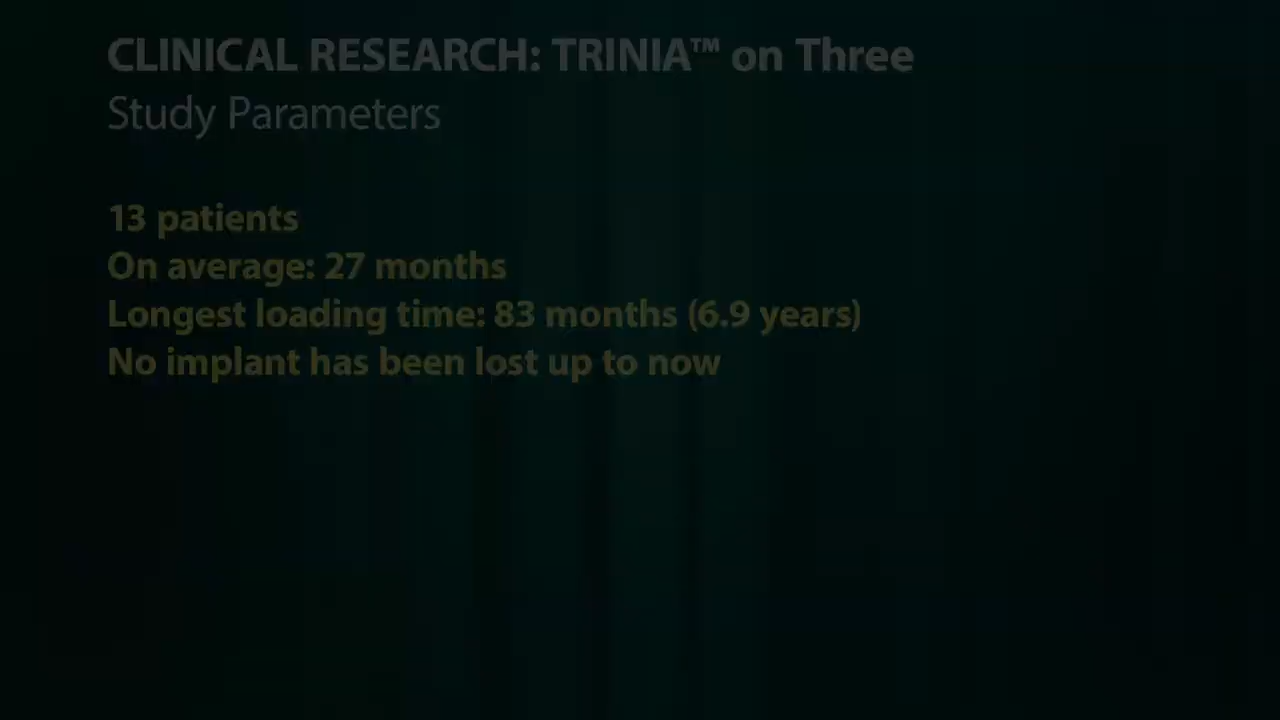 CLINICAL RESEARCH: TRINIA™ on Three
Study Parameters
13 patients
On average: 27 months
Longest loading time: 83 months (6.9 years)
No implant has been lost up to now